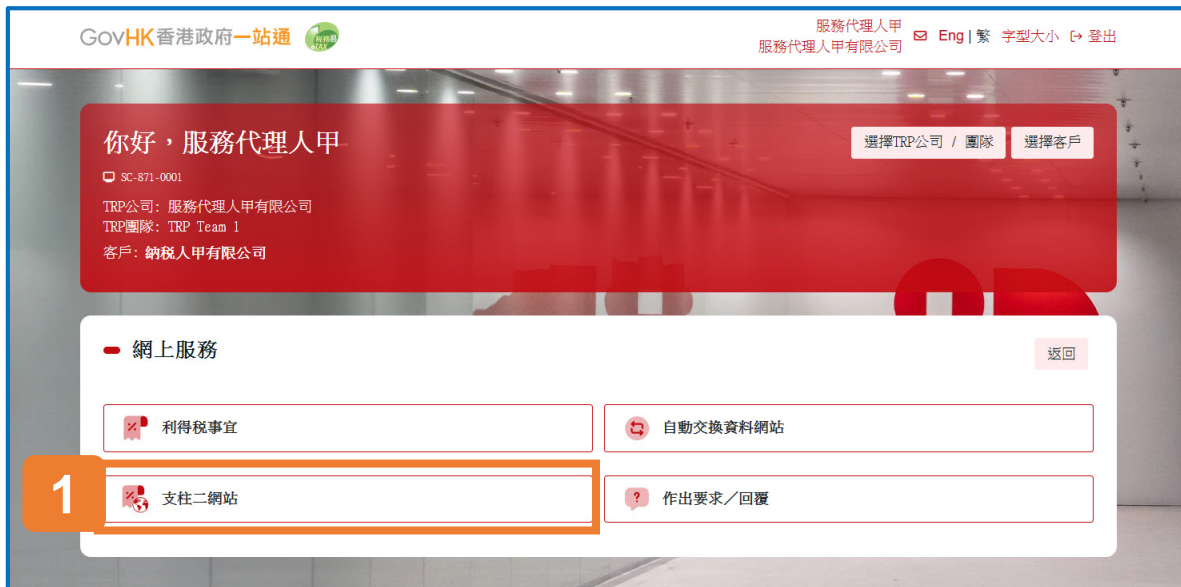 GovHK香港政府一站通 稅務易 eTAX
服務代理人甲
服務代理人甲有限公司
Eng | 繁 字型大小 登出
你好，服務代理人甲
選擇TRP公司 / 團隊 選擇客戶
SC-871-0001
TRP公司: 服務代理人甲有限公司
TRP團隊: TRP Team 1
客戶: 納稅人甲有限公司
網上服務
返回
利得稅事宜
自動交換資料網站
1
支柱二網站
作出要求／回覆